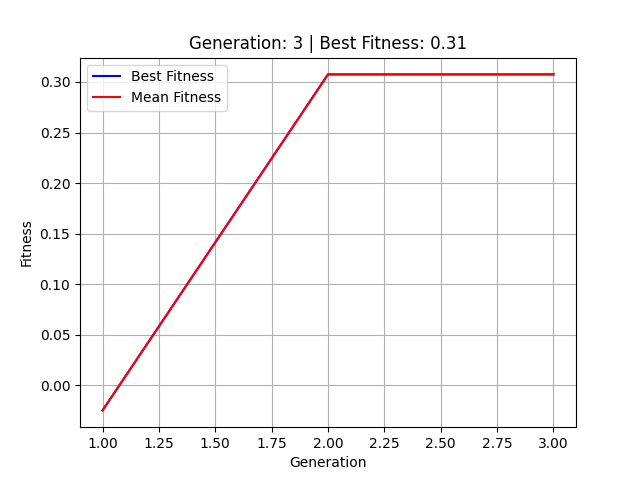 Generation: 3 | Best Fitness: 0.31
Best Fitness
Mean Fitness
0.30
0.25
0.20
0.15
0.10
0.05
0.00
Fitness
1.00 1.25 1.50 1.75 2.00 2.25 2.50 2.75 3.00
Generation